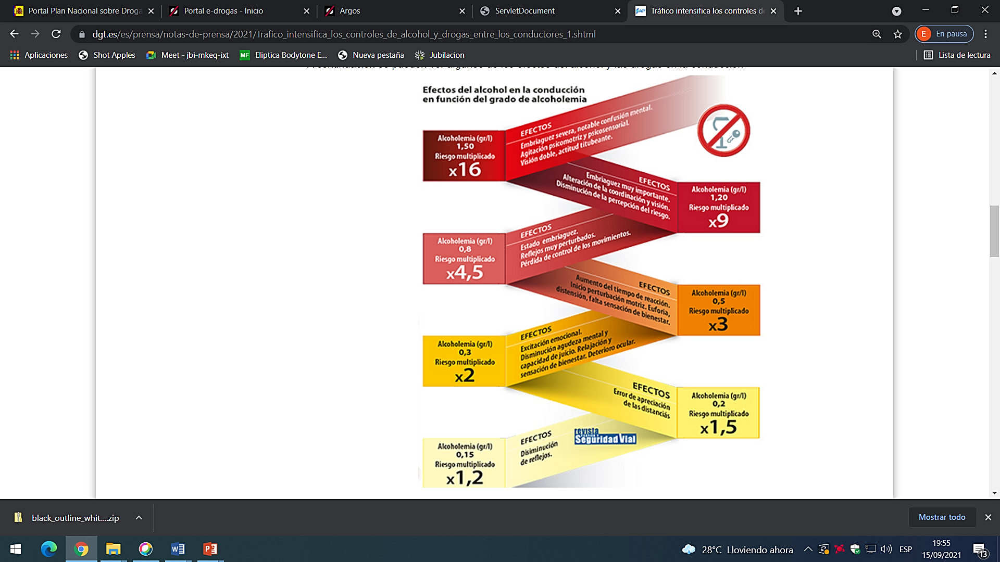 Portal Plan Nacional sobre Droga
Portal e-drogas - Inicio
Argos
ServletDocument
Tráfico intensifica los controles de
dgt.es/es/prensa/notas-de-prensa/2021/Trafico_intensifica_los_controles_de_alcohol_y_drogas_entre_los_conductores_1.shtml
E
En pausa
Aplicaciones
Shot Apples
Meet - jbi-mkeq-ixt
MF
Eliptica Bodytone E...
Nueva pestaña
Jubilacion
Lista de lectura
Efectos del alcohol en la conducción
en función del grado de alcoholemia
Alcoholemia (gr/l)
1,50
Riesgo multiplicado
x16
EFECTOS
Embriaguez severa, notable confusión mental.
Agitación psicomotriz y psicosensorial.
Visión doble, actitud titubeante.
EFECTOS
Embriaguez muy importante.
Alteración de la coordinación y visión.
Disminución de la percepción del riesgo.
Alcoholemia (gr/l)
1,20
Riesgo multiplicado
x9
Alcoholemia (gr/l)
0,8
Riesgo multiplicado
x4,5
EFECTOS
Estado embriaguez.
Reflejos muy perturbados.
Pérdida de control de los movimientos.
EFECTOS
Aumento del tiempo de reacción.
Inicio perturbación motriz. Euforia,
distensión, falta sensación de bienestar.
Alcoholemia (gr/l)
0,5
Riesgo multiplicado
x3
Alcoholemia (gr/l)
0,3
Riesgo multiplicado
x2
EFECTOS
Excitación emocional.
Disminución agudeza mental y
capacidad de juicio. Relajación y
sensación de bienestar. Deterioro ocular.
EFECTOS
Error de apreciación
de las distanciás
Alcoholemia (gr/l)
0,2
Riesgo multiplicado
x1,5
Alcoholemia (gr/l)
0,15
Riesgo multiplicado
x1,2
EFECTOS
Disiminución
de reflejos.
revista
Seguridad Vial
black_outline_whit....zip
Mostrar todo
28°C Lloviendo ahora
ESP
19:55
15/09/2021
13